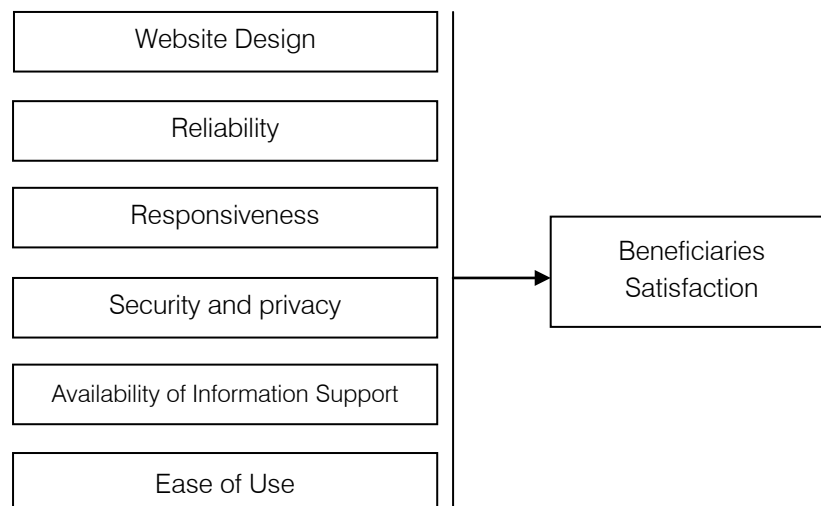 Website Design
Reliability
Responsiveness
Security and privacy
Availability of Information Support
Ease of Use
Beneficiaries
Satisfaction